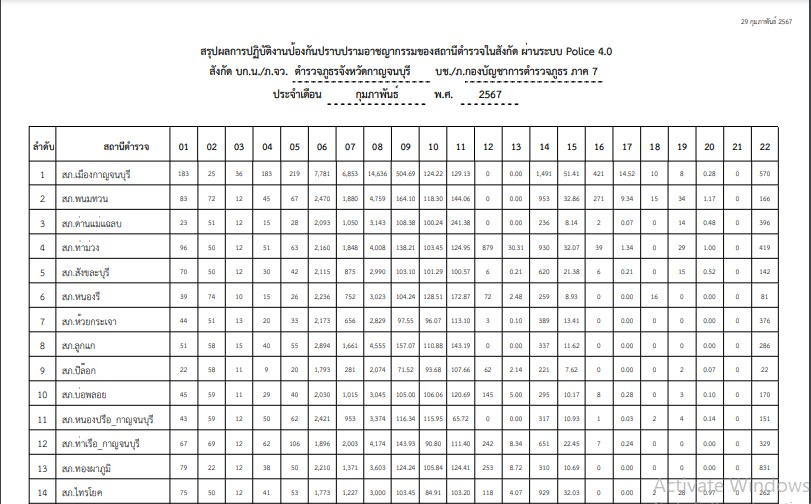 29 กุมภาพันธ์ 2567
สรุปผลการปฏิบัติงานป้องกันปราบปรามอาชญากรรมของสถานีตำรวจในสังกัด ผ่านระบบ Police 4.0
สังกัด บก.น./ภ.จว. ตำรวจภูธรจังหวัดกาญจนบุรี บช./ภ.กองบัญชาการตำรวจภูธร ภาค 7
ประจำเดือน กุมภาพันธ์ พ.ศ. 2567
ลำดับ สถานีตำรวจ 01 02 03 04 05 06 07 08 09 10 11 12 13 14 15 16 17 18 19 20 21 22
1 สภ.เมืองกาญจนบุรี 183 25 36 183 219 7,781 6,853 14,636 504.69 124.22 129.13 0 0.00 1,491 51.41 421 14.52 10 8 0.28 0 570
2 สภ.พนมทวน 83 72 12 45 67 2,470 1,880 4,759 164.10 118.30 144.06 0 0.00 953 32.86 271 9.34 15 34 1.17 0 166
3 สภ.ด่านแม่แฉลบ 23 51 12 15 28 2,093 1,050 3,143 108.38 100.24 241.38 0 0.00 236 8.14 2 0.07 0 14 0.48 0 396
4 สภ.ท่าม่วง 96 50 12 51 63 2,160 1,848 4,008 138.21 103.45 124.95 879 30.31 930 32.07 39 1.34 0 29 1.00 0 419
5 สภ.สังขละบุรี 70 50 12 30 42 2,115 875 2,990 103.10 101.29 100.57 6 0.21 620 21.38 6 0.21 0 15 0.52 0 142
6 สภ.หนองรี 39 74 10 15 26 2,236 752 3,023 104.24 128.51 172.87 72 2.48 259 8.93 0 0.00 16 0 0.00 0 81
7 สภ.ห้วยกระเจา 44 51 13 20 33 2,173 656 2,829 97.55 96.07 113.10 3 0.10 389 13.41 0 0.00 0 0 0.00 0 376
8 สภ.ลูกแก 51 58 15 40 55 2,894 1,661 4,555 157.07 110.88 143.19 0 0.00 337 11.62 0 0.00 0 0 0.00 0 286
9 สภ.ปิล๊อก 22 58 11 9 20 1,793 281 2,074 71.52 93.68 107.66 62 2.14 221 7.62 0 0.00 0 2 0.07 0 22
10 สภ.บ่อพลอย 45 59 11 29 40 2,030 1,015 3,045 105.00 106.06 120.69 145 5.00 295 10.17 8 0.28 0 3 0.10 0 170
11 สภ.หนองปรือ_กาญจนบุรี 43 59 12 50 62 2,421 953 3,374 116.34 115.95 65.72 0 0.00 317 10.93 1 0.03 2 4 0.14 0 151
12 สภ.ท่าเรือ_กาญจนบุรี 67 69 12 62 106 1,896 2,003 4,174 143.93 90.80 111.40 242 8.34 651 22.45 7 0.24 0 0 0.00 0 329
13 สภ.ทองผาภูมิ 79 22 12 38 50 2,210 1,371 3,603 124.24 105.84 124.41 253 8.72 310 10.69 0 0.00 0 0 0.00 0 831
14 สภ.ไทรโยค 75 50 12 41 53 1,773 1,227 3,000 103.45 84.91 103.20 118 4.07 929 32.03 0 0.00 2 28 0.97 0 262
Activate Windows